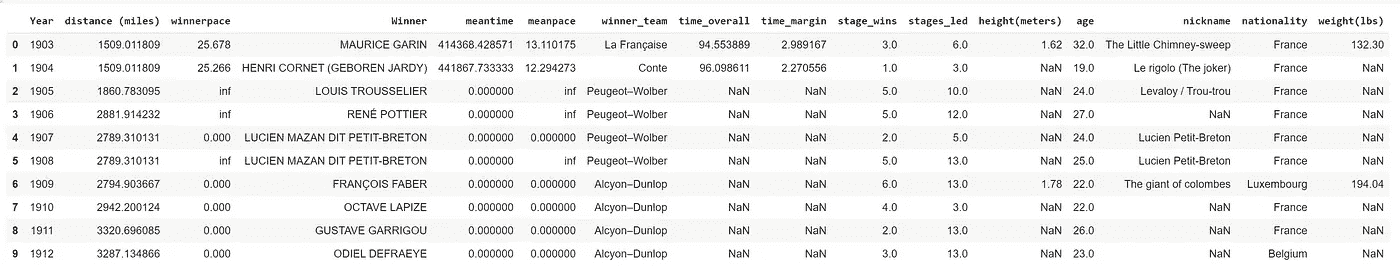 Year distance (miles) winnerpace Winner meantime meanpace winner_team time_overall time_margin stage_wins stages_led height(meters) age nickname nationality weight(lbs)
0 1903 1509.011809 25.678 MAURICE GARIN 414368.428571 13.110175 La Française 94.553889 2.989167 3.0 6.0 1.62 32.0 The Little Chimney-sweep France 132.30
1 1904 1509.011809 25.266 HENRI CORNET (GEBOREN JARDY) 441867.733333 12.294273 Conte 96.098611 2.270556 1.0 3.0 NaN 19.0 Le rigolo (The joker) France NaN
2 1905 1860.783095 inf LOUIS TROUSSELIER 0.000000 inf Peugeot–Wolber NaN NaN 5.0 10.0 NaN 24.0 Levaloy / Trou-trou France NaN
3 1906 2881.914232 inf RENÉ POTTIER 0.000000 inf Peugeot–Wolber NaN NaN 5.0 12.0 NaN 27.0 NaN France NaN
4 1907 2789.310131 0.000 LUCIEN MAZAN DIT PETIT-BRETON 0.000000 0.000000 Peugeot–Wolber NaN NaN 2.0 5.0 NaN 24.0 Lucien Petit-Breton France NaN
5 1908 2789.310131 inf LUCIEN MAZAN DIT PETIT-BRETON 0.000000 inf Peugeot–Wolber NaN NaN 5.0 13.0 NaN 25.0 Lucien Petit-Breton France NaN
6 1909 2794.903667 0.000 FRANÇOIS FABER 0.000000 0.000000 Alcyon–Dunlop NaN NaN 6.0 13.0 1.78 22.0 The giant of colombes Luxembourg 194.04
7 1910 2942.200124 0.000 OCTAVE LAPIZE 0.000000 0.000000 Alcyon–Dunlop NaN NaN 4.0 3.0 NaN 22.0 NaN France NaN
8 1911 3320.696085 0.000 GUSTAVE GARRIGOU 0.000000 0.000000 Alcyon–Dunlop NaN NaN 2.0 13.0 NaN 26.0 NaN France NaN
9 1912 3287.134866 0.000 ODIEL DEFRAEYE 0.000000 0.000000 Alcyon–Dunlop NaN NaN 3.0 13.0 NaN 23.0 NaN Belgium NaN